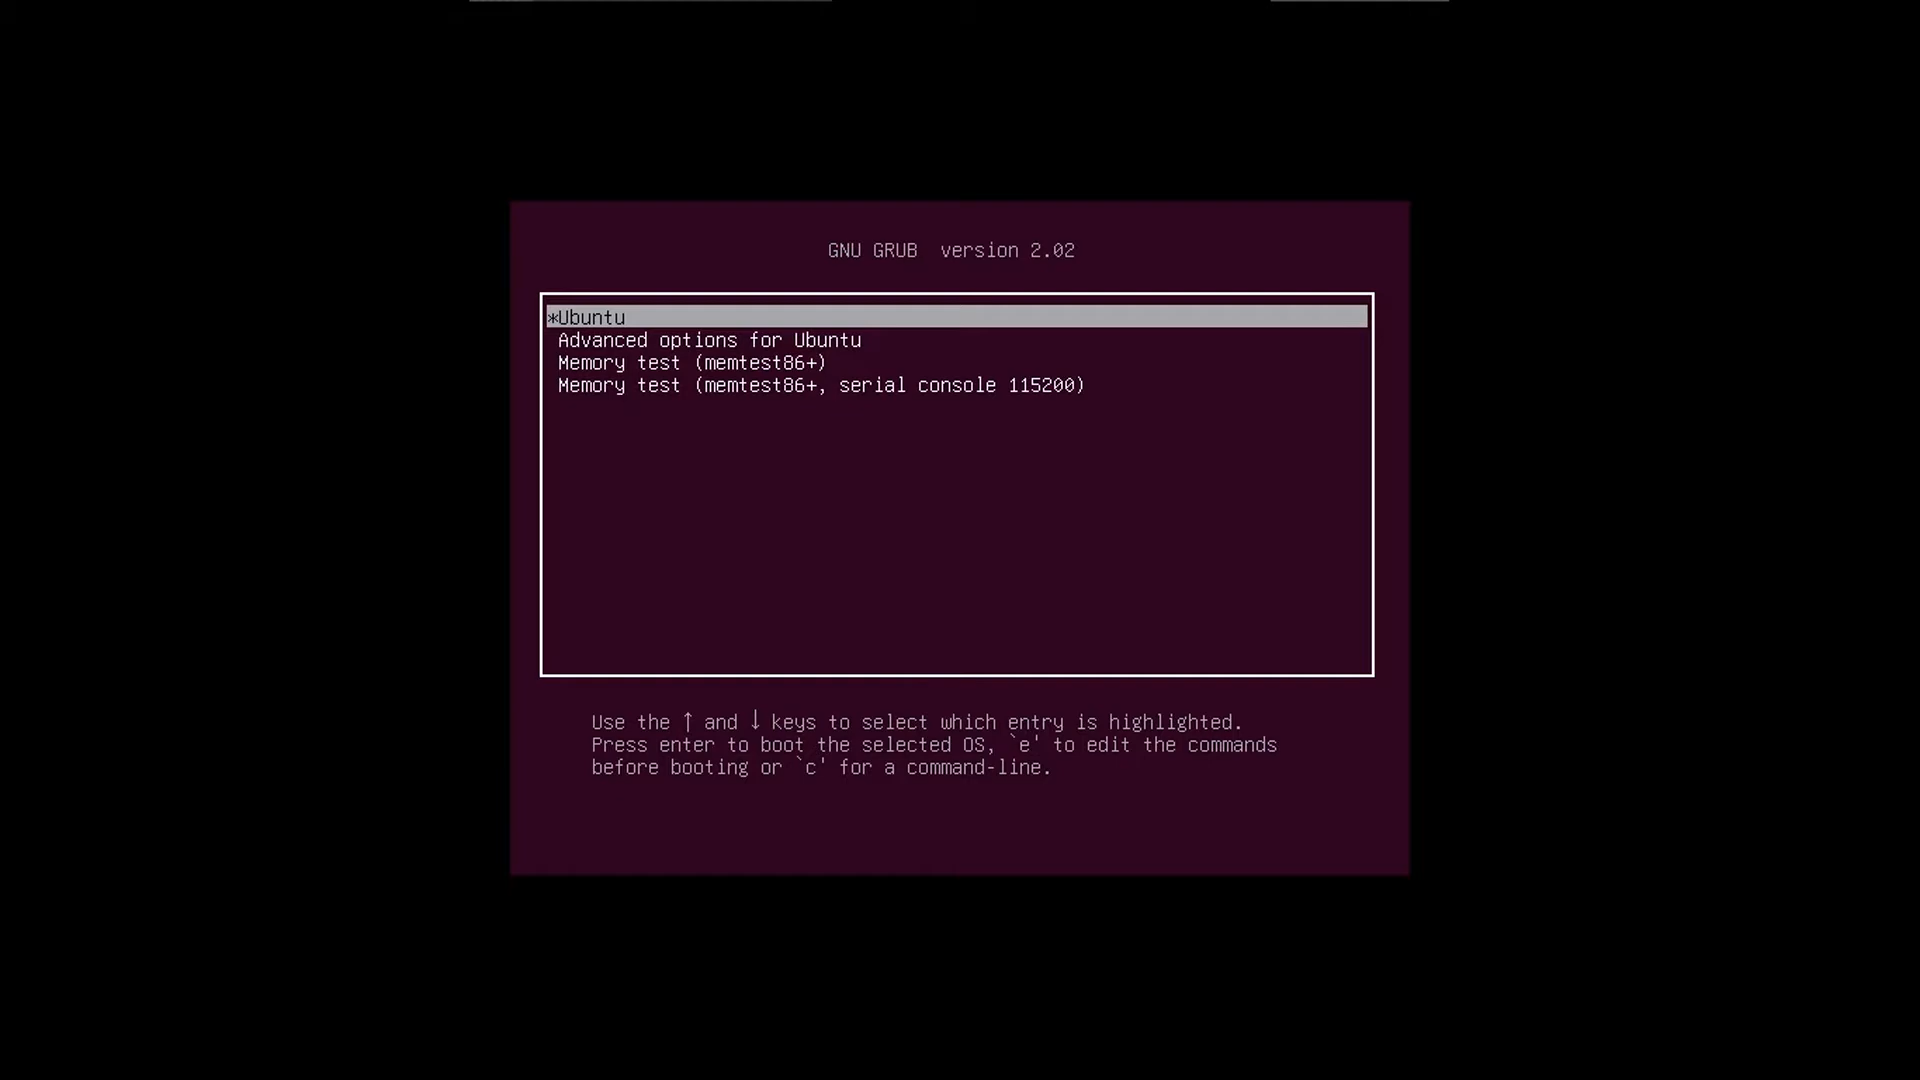 GNU GRUB  version 2.02
*Ubuntu
Advanced options for Ubuntu
Memory test (memtest86+)
Memory test (memtest86+, serial console 115200)
Use the ↑ and ↓ keys to select which entry is highlighted.
Press enter to boot the selected OS, `e' to edit the commands
before booting or `c' for a command-line.